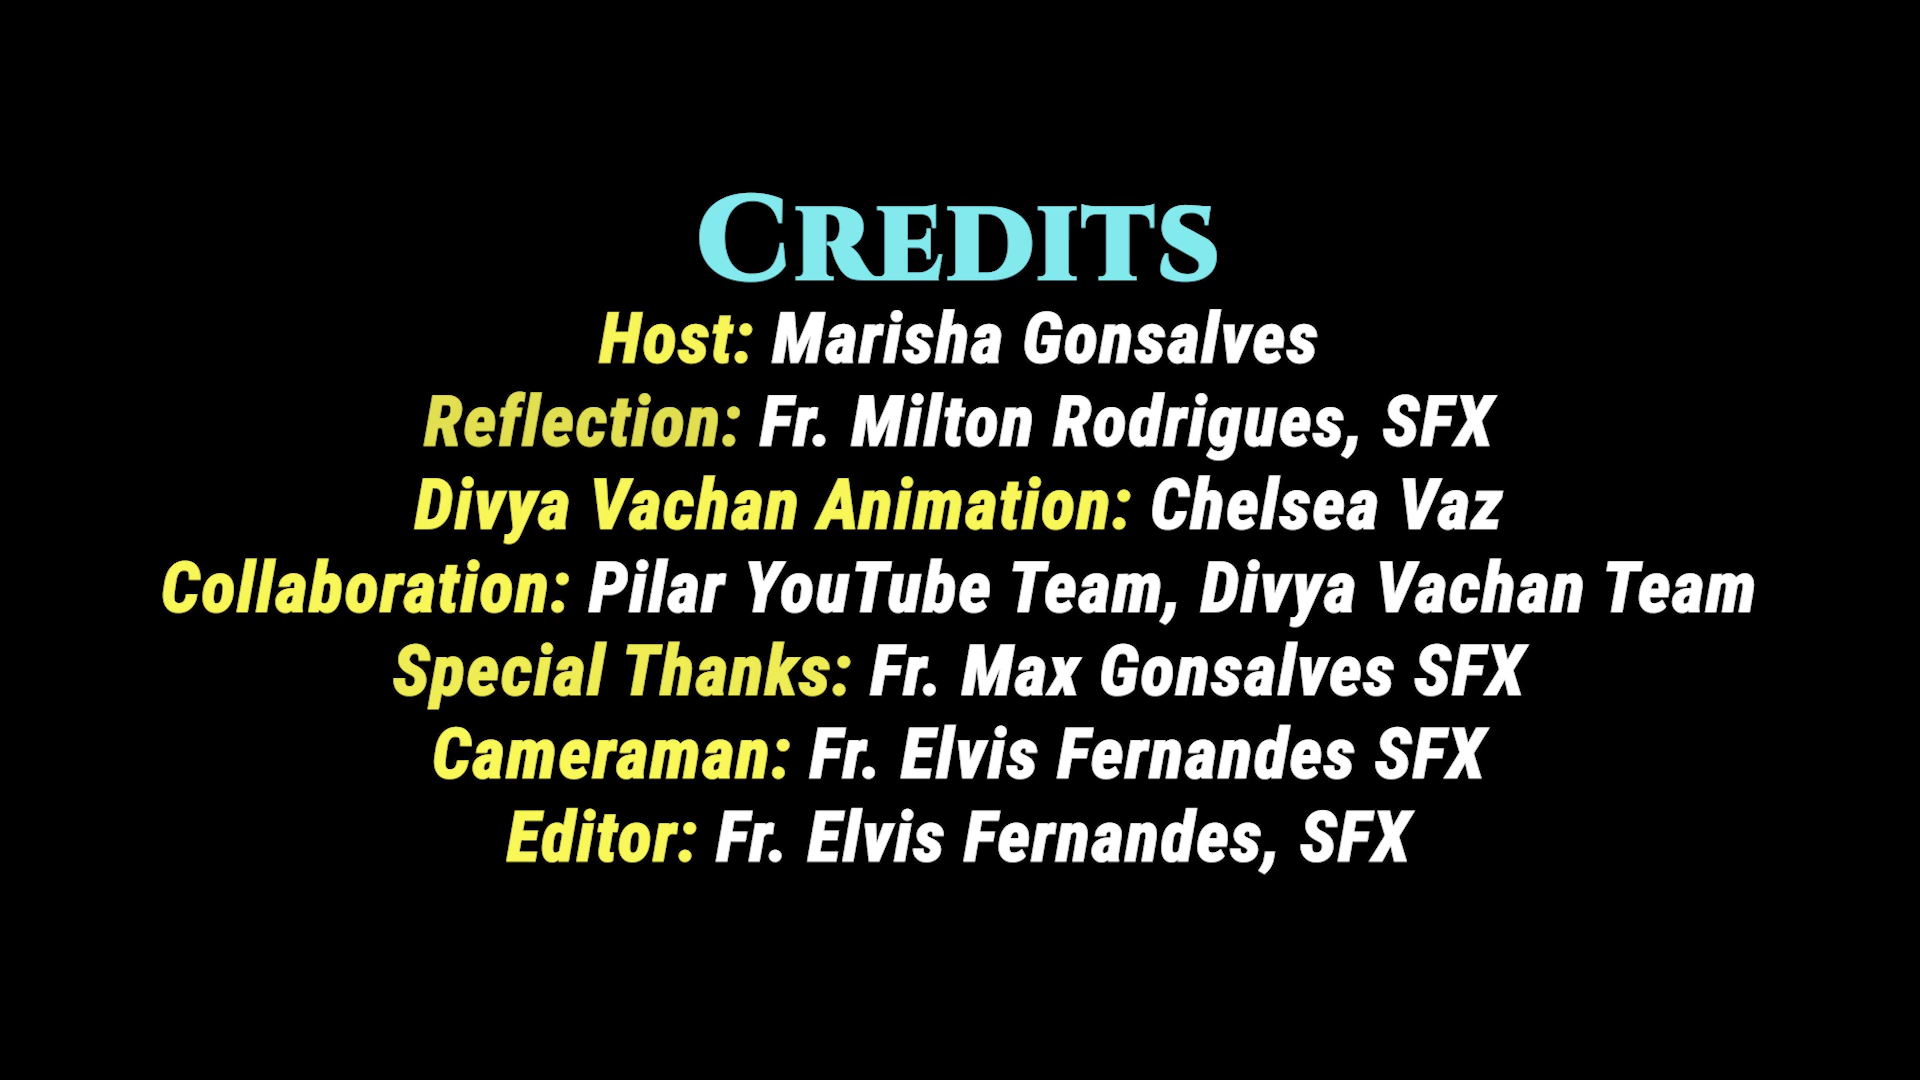 Credits
Host: Marisha Gonsalves
Reflection: Fr. Milton Rodrigues, SFX
Divya Vachan Animation: Chelsea Vaz
Collaboration: Pilar YouTube Team, Divya Vachan Team
Special Thanks: Fr. Max Gonsalves SFX
Cameraman: Fr. Elvis Fernandes SFX
Editor: Fr. Elvis Fernandes, SFX